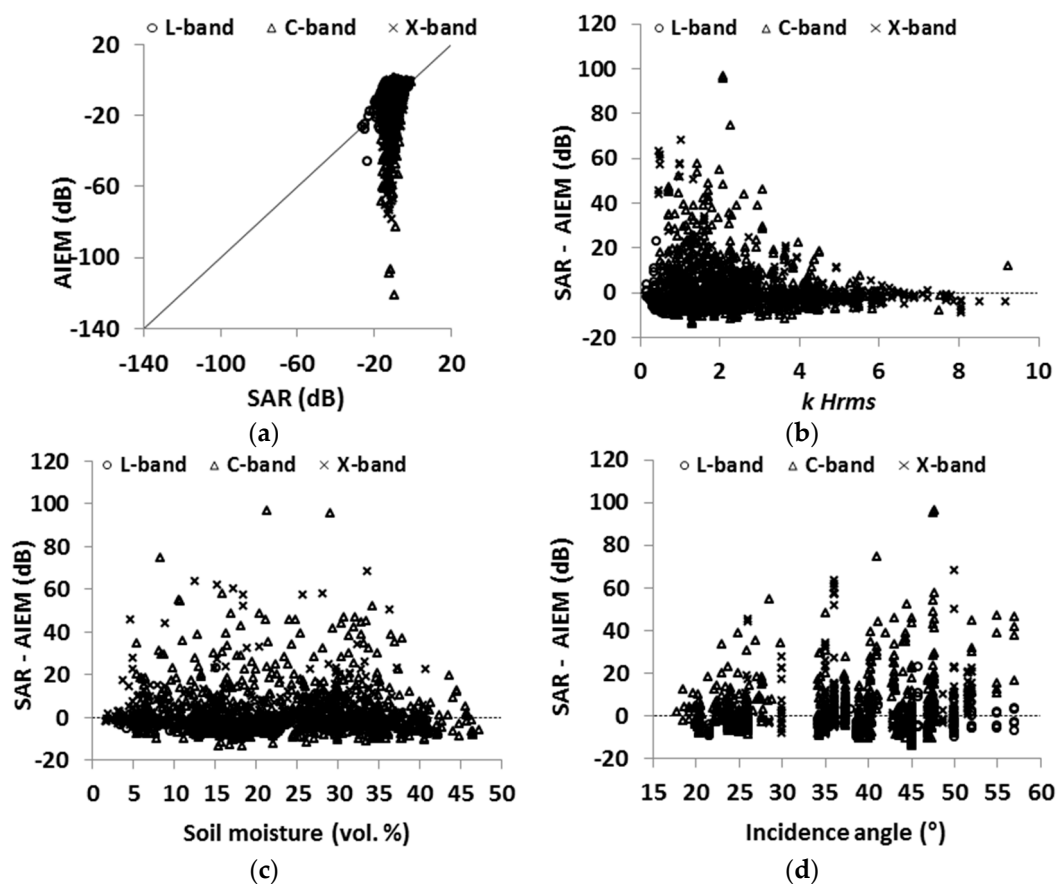 L-band C-band X-band
20
-20
-60
-100
-140
-140 -100 -60 -20 20
AIEM (dB)
SAR (dB)
(a)
L-band C-band X-band
120
100
80
60
40
20
0
-20
0 2 4 6 8 10
SAR - AIEM (dB)
k Hrms
(b)
L-band C-band X-band
120
100
80
60
40
20
0
-20
0 5 10 15 20 25 30 35 40 45 50
SAR - AIEM (dB)
Soil moisture (vol. %)
(c)
L-band C-band X-band
120
100
80
60
40
20
0
-20
15 20 25 30 35 40 45 50 55 60
SAR - AIEM (dB)
Incidence angle (°)
(d)